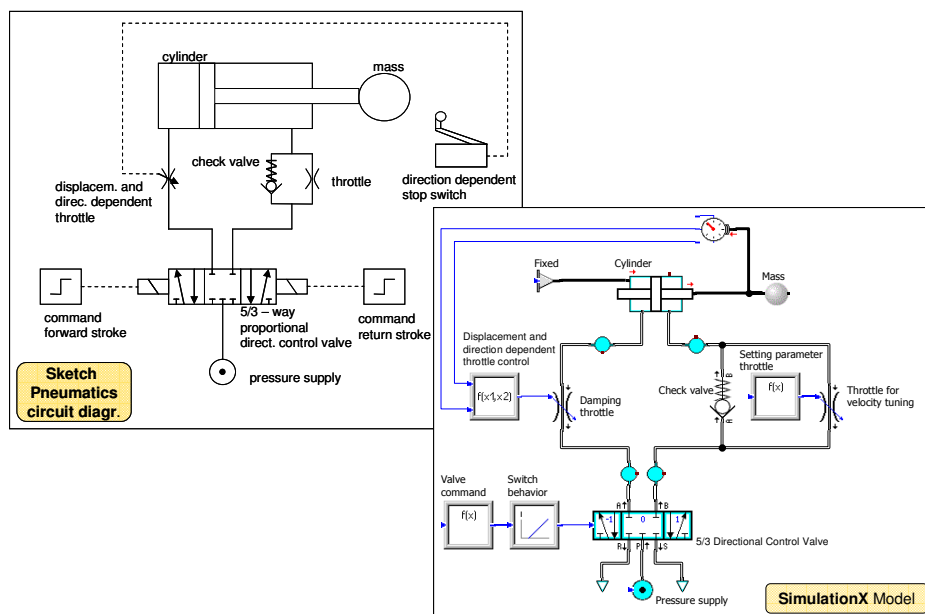 cylinder
mass
check valve
throttle
displacem. and
direc. dependent
throttle
direction dependent
stop switch
command
forward stroke
5/3 – way
proportional
direct. control valve
command
return stroke
pressure supply
Sketch
Pneumatics
circuit diagr.
Fixed
Cylinder
Mass
Displacement and
direction dependent
throttle control
f(x1,x2)
Damping
throttle
Check valve
B
A
Setting parameter
throttle
f(x)
Throttle for
velocity tuning
Valve
command
f(x)
Switch
behavior
A
B
-1
0
1
R
P
S
5/3 Directional Control Valve
Pressure supply
SimulationX Model